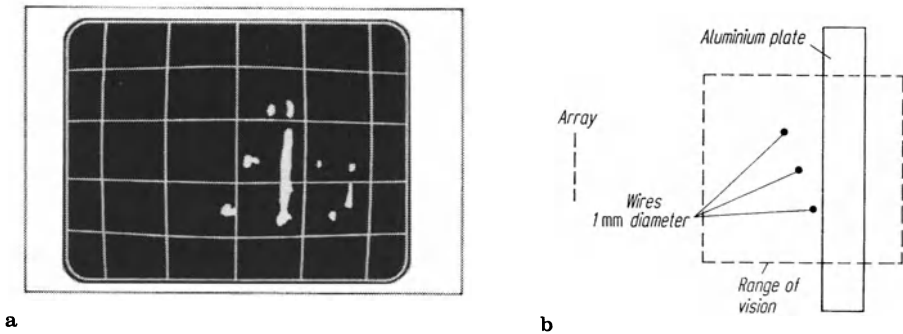 Aluminium plate
Array
Wires
1 mm diameter
Range of
vision
a
b